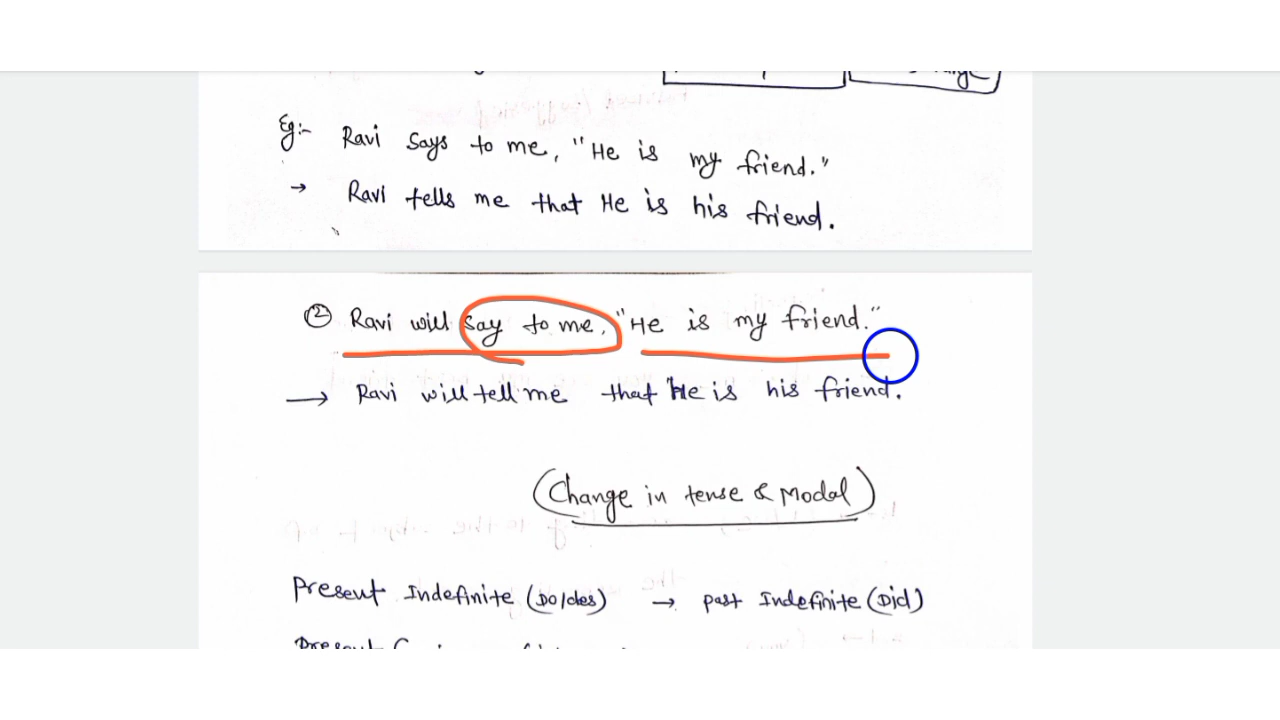 Eg:- Ravi Says to me, "He is my friend."
→ Ravi tells me that He is his friend.
② Ravi will say to me, "He is my friend."
→ Ravi will tell me that He is his friend.
(Change in tense & Modal)
Present Indefinite (Do/des) → past Indefinite (Did)